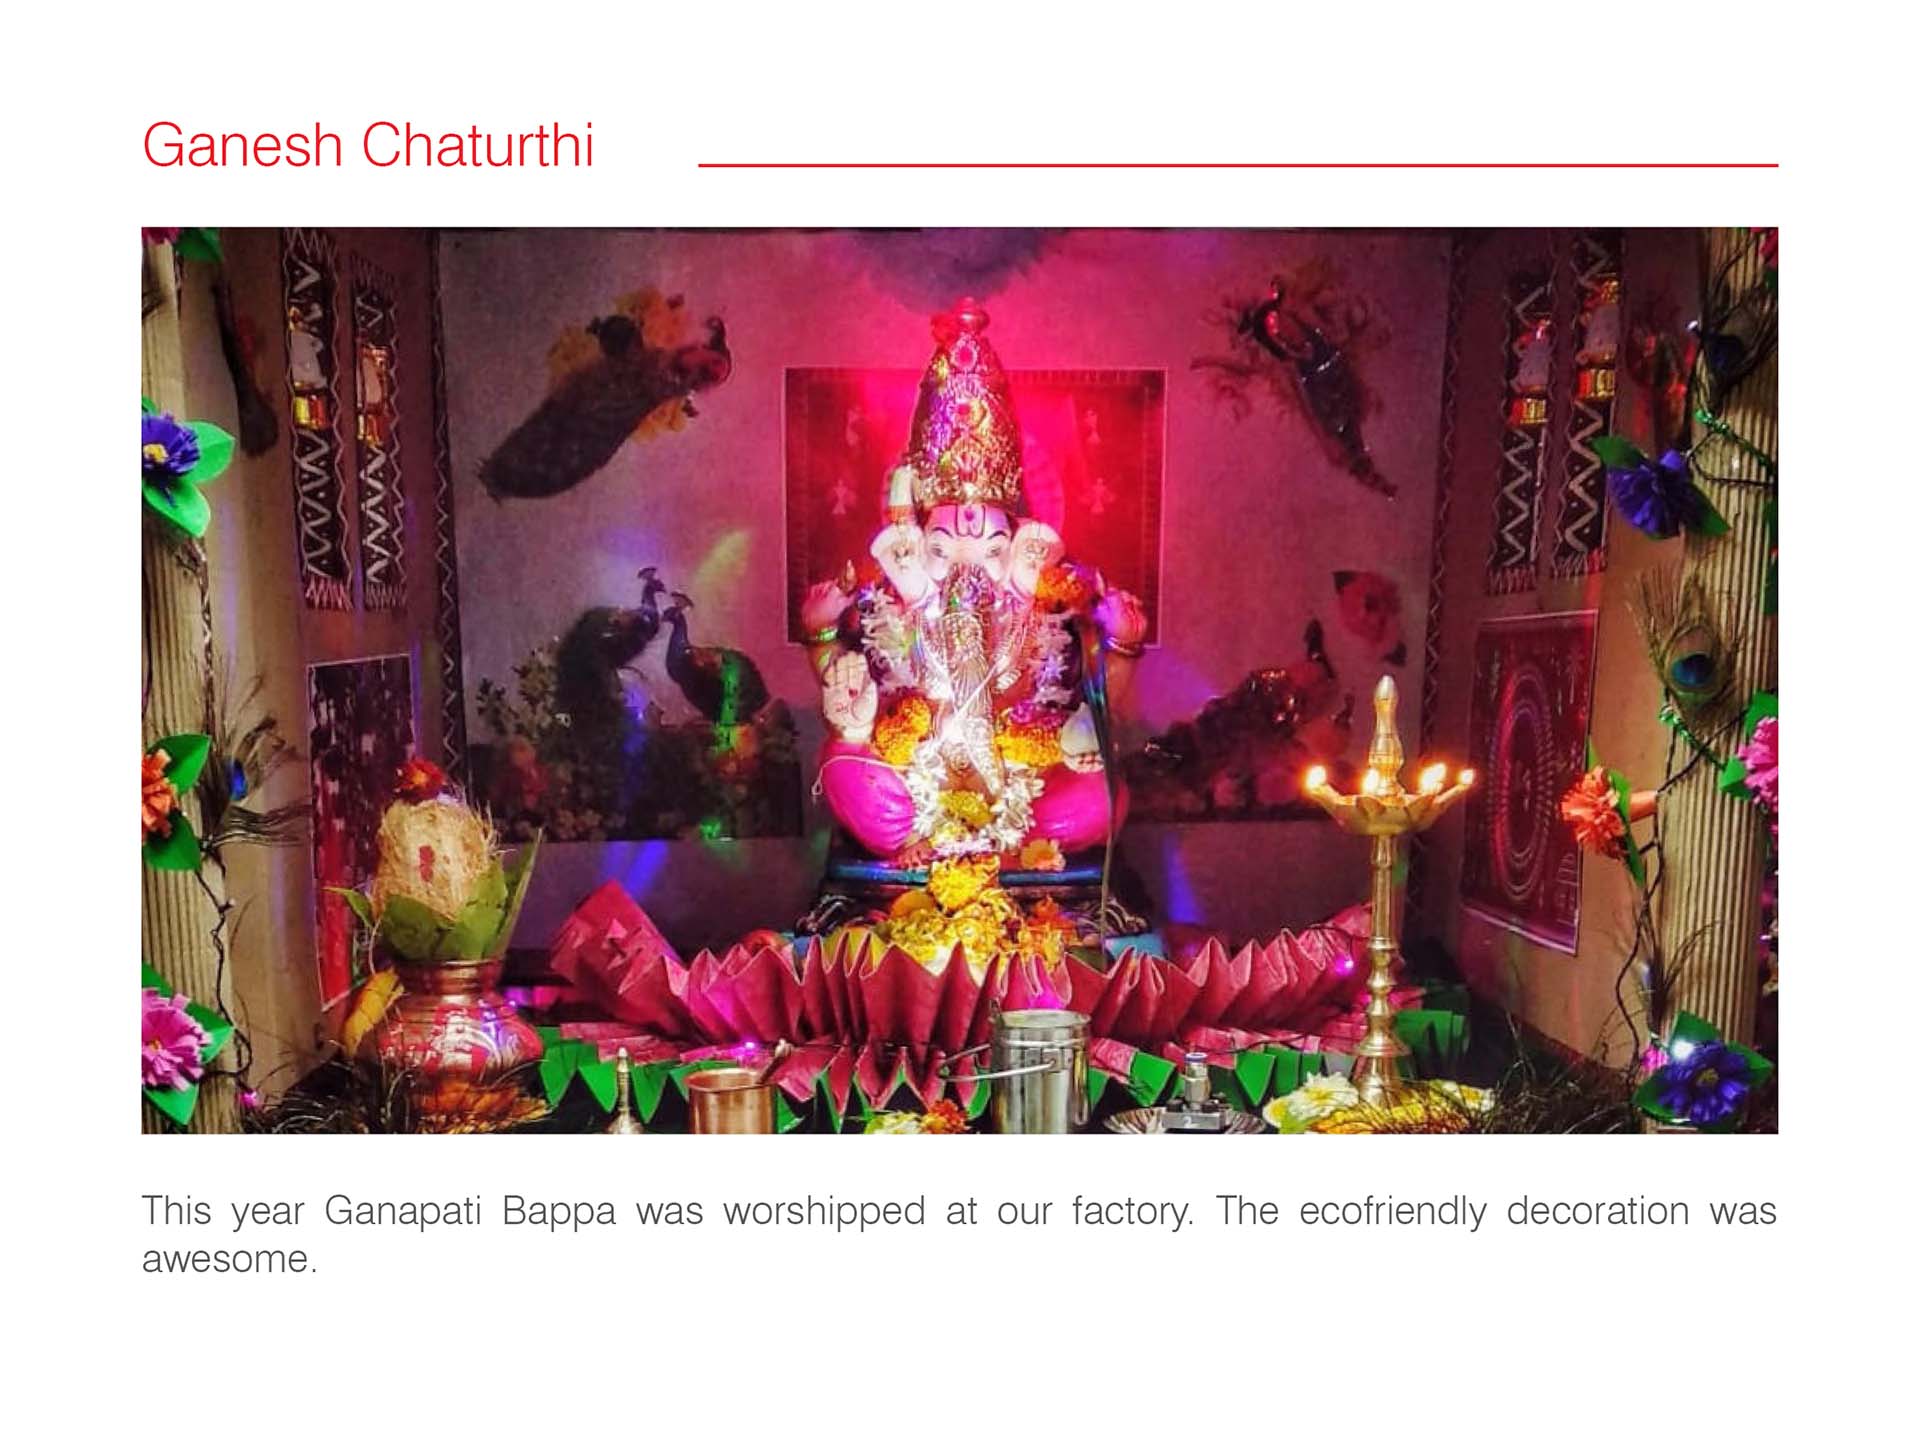 Ganesh Chaturthi
This year Ganapati Bappa was worshipped at our factory. The ecofriendly decoration was
awesome.